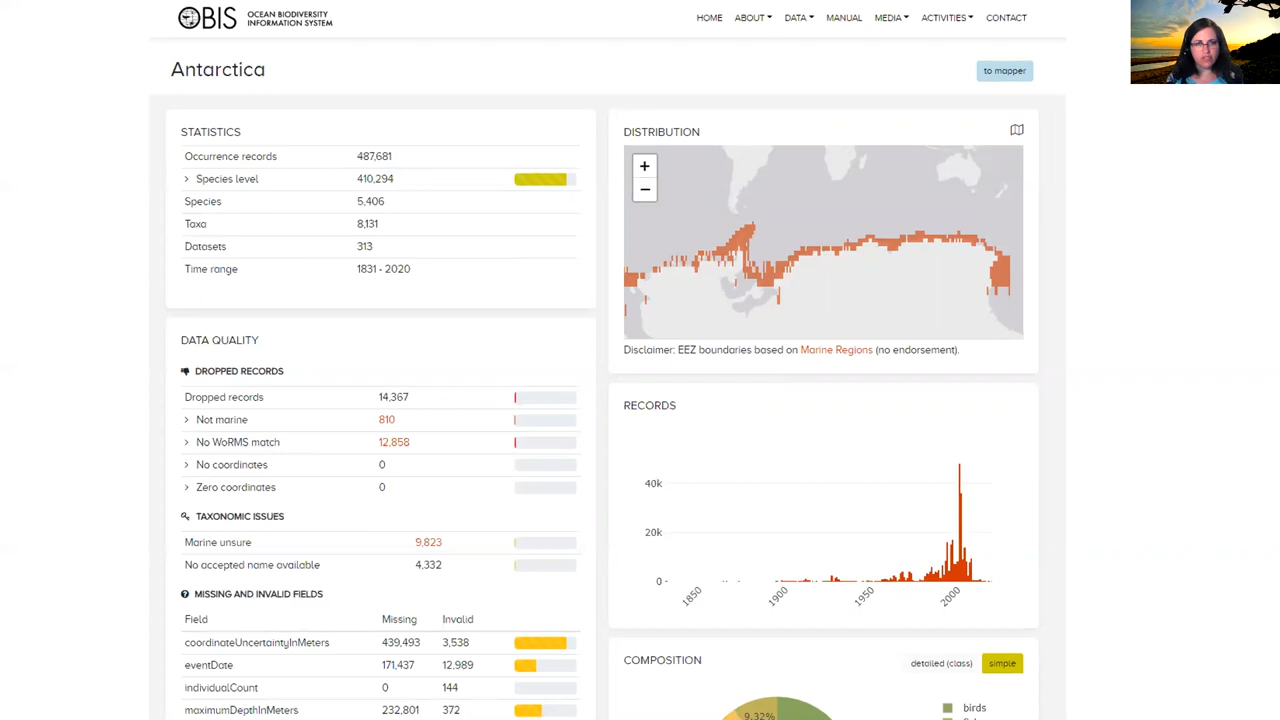 OBIS OCEAN BIODIVERSITY
INFORMATION SYSTEM
HOME ABOUT DATA MANUAL MEDIA ACTIVITIES CONTACT
Antarctica
to mapper
STATISTICS
Occurrence records 487,681
Species level 410,294
Species 5,406
Taxa 8,131
Datasets 313
Time range 1831 - 2020
DATA QUALITY
DROPPED RECORDS
Dropped records 14,367
Not marine 810
No WoRMS match 12,858
No coordinates 0
Zero coordinates 0
TAXONOMIC ISSUES
Marine unsure 9,823
No accepted name available 4,332
MISSING AND INVALID FIELDS
Field Missing Invalid
coordinateUncertaintyInMeters 439,493 3,538
eventDate 171,437 12,989
individualCount 0 144
maximumDepthInMeters 232,801 372
DISTRIBUTION
+
−
Disclaimer: EEZ boundaries based on Marine Regions (no endorsement).
RECORDS
40k
20k
0
1850 1900 1950 2000
COMPOSITION
detailed (class) simple
9.32%
birds